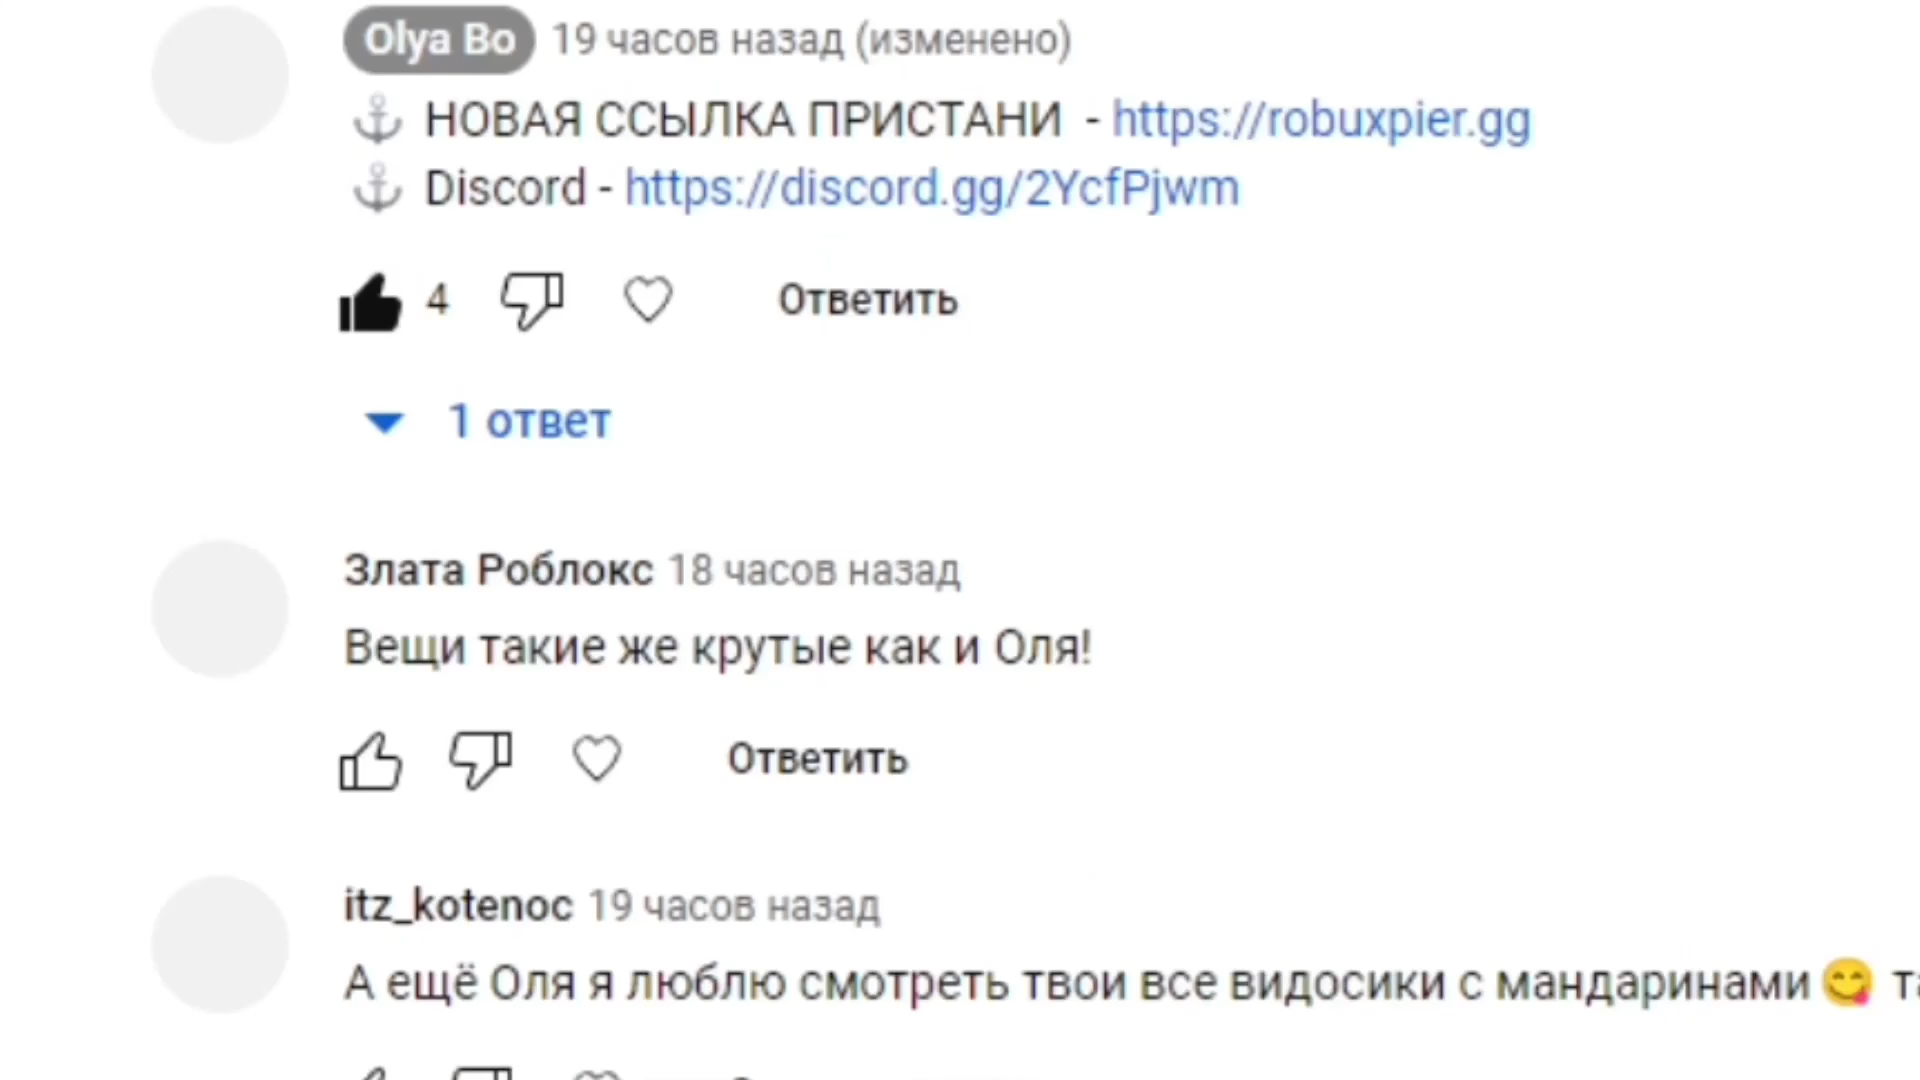 Olya Bo 19 часов назад (изменено)
НОВАЯ ССЫЛКА ПРИСТАНИ - https://robuxpier.gg
Discord - https://discord.gg/2YcfPjwm
4 Ответить
1 ответ
Злата Роблокс 18 часов назад
Вещи такие же крутые как и Оля!
Ответить
itz_kotenoc 19 часов назад
А ещё Оля я люблю смотреть твои все видосики с мандаринами 😋